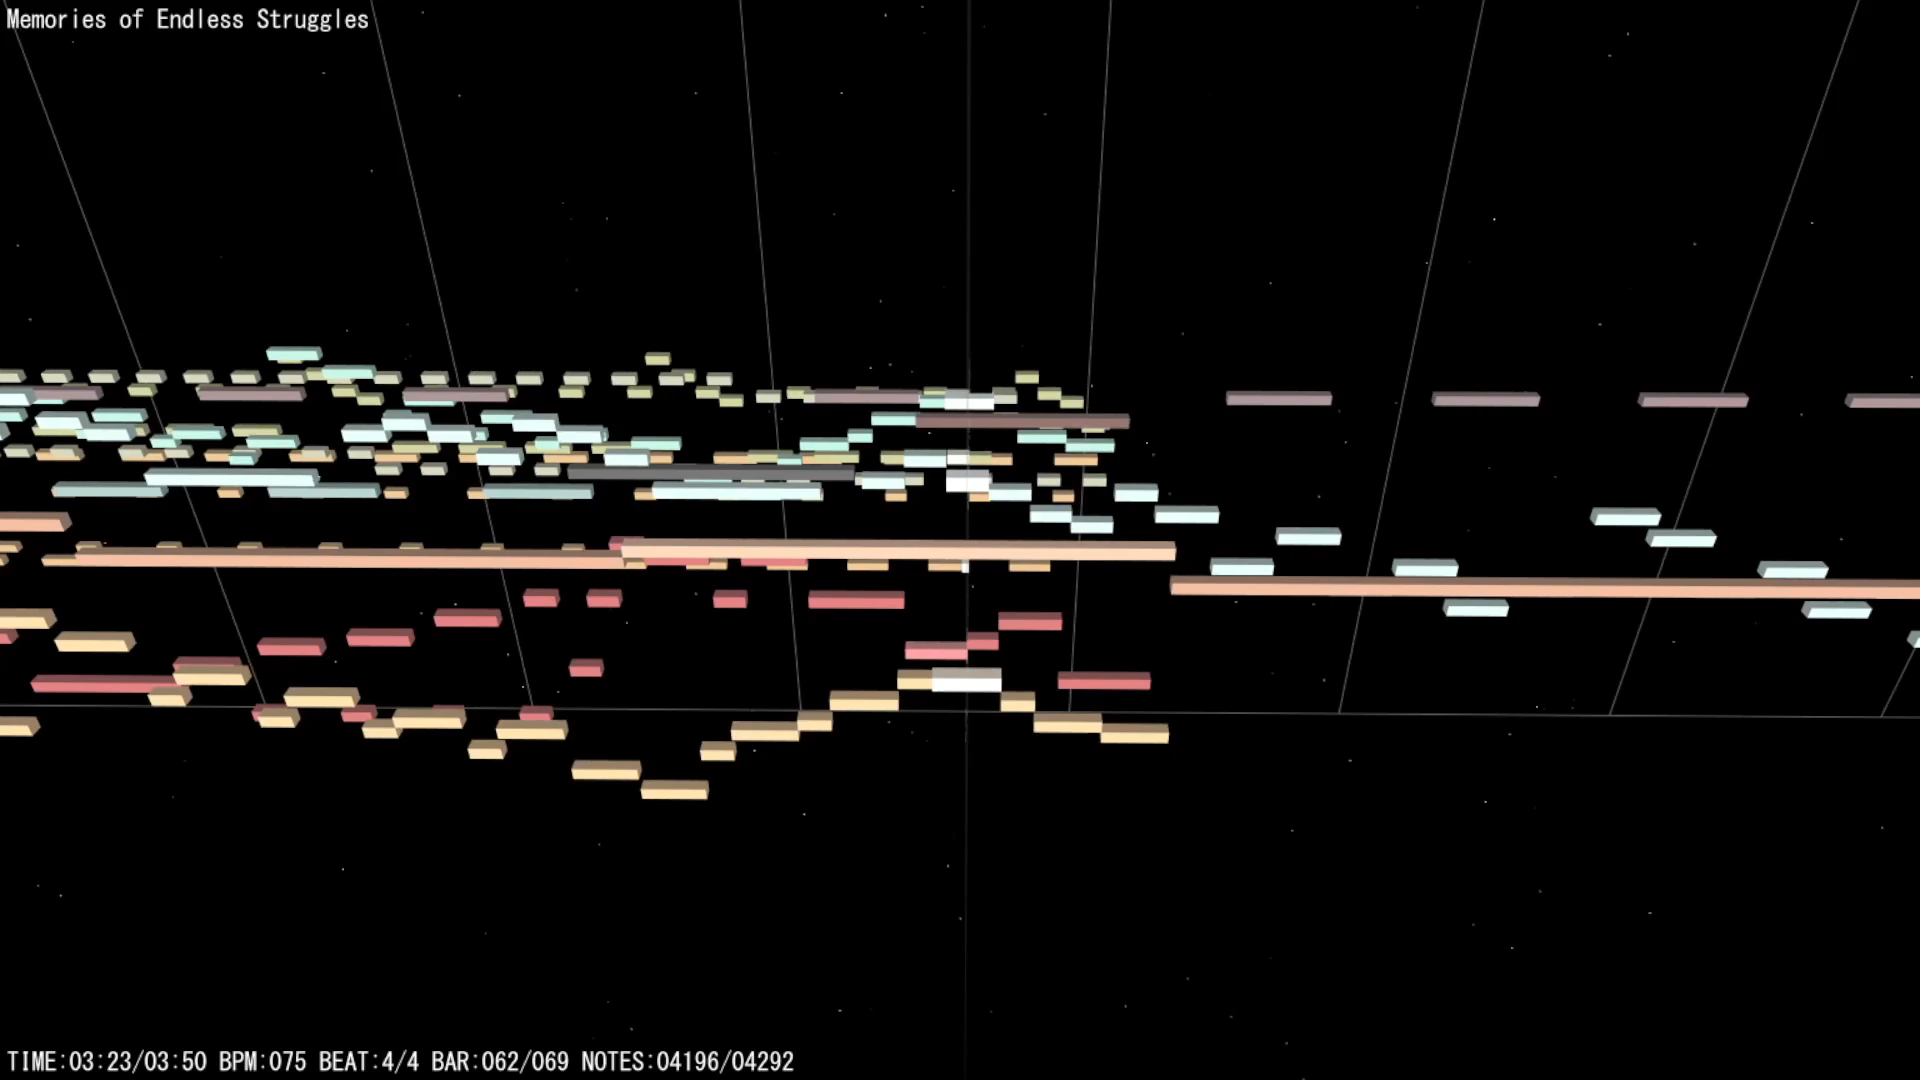 Memories of Endless Struggles
TIME:03:23/03:50 BPM:075 BEAT:4/4 BAR:062/069 NOTES:04196/04292